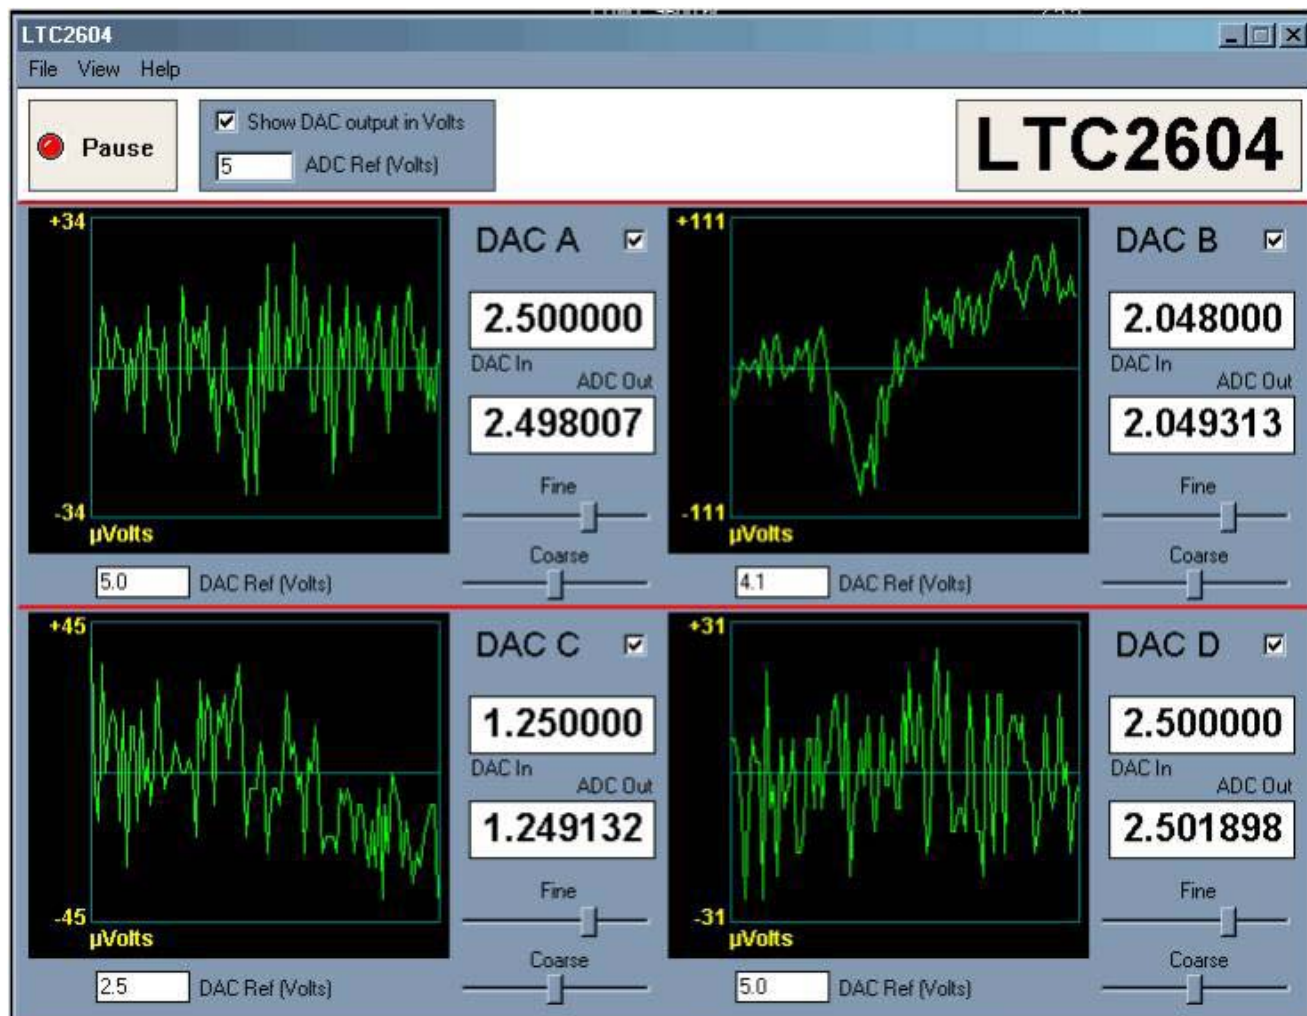 LTC2604
File View Help
Pause
Show DAC output in Volts
5 ADC Ref (Volts)
LTC2604
+34
-34
µVolts
5.0 DAC Ref (Volts)
DAC A
2.500000
DAC In
ADC Out
2.498007
Fine
Coarse
+111
-111
µVolts
4.1 DAC Ref (Volts)
DAC B
2.048000
DAC In
ADC Out
2.049313
Fine
Coarse
+45
-45
µVolts
2.5 DAC Ref (Volts)
DAC C
1.250000
DAC In
ADC Out
1.249132
Fine
Coarse
+31
-31
µVolts
5.0 DAC Ref (Volts)
DAC D
2.500000
DAC In
ADC Out
2.501898
Fine
Coarse